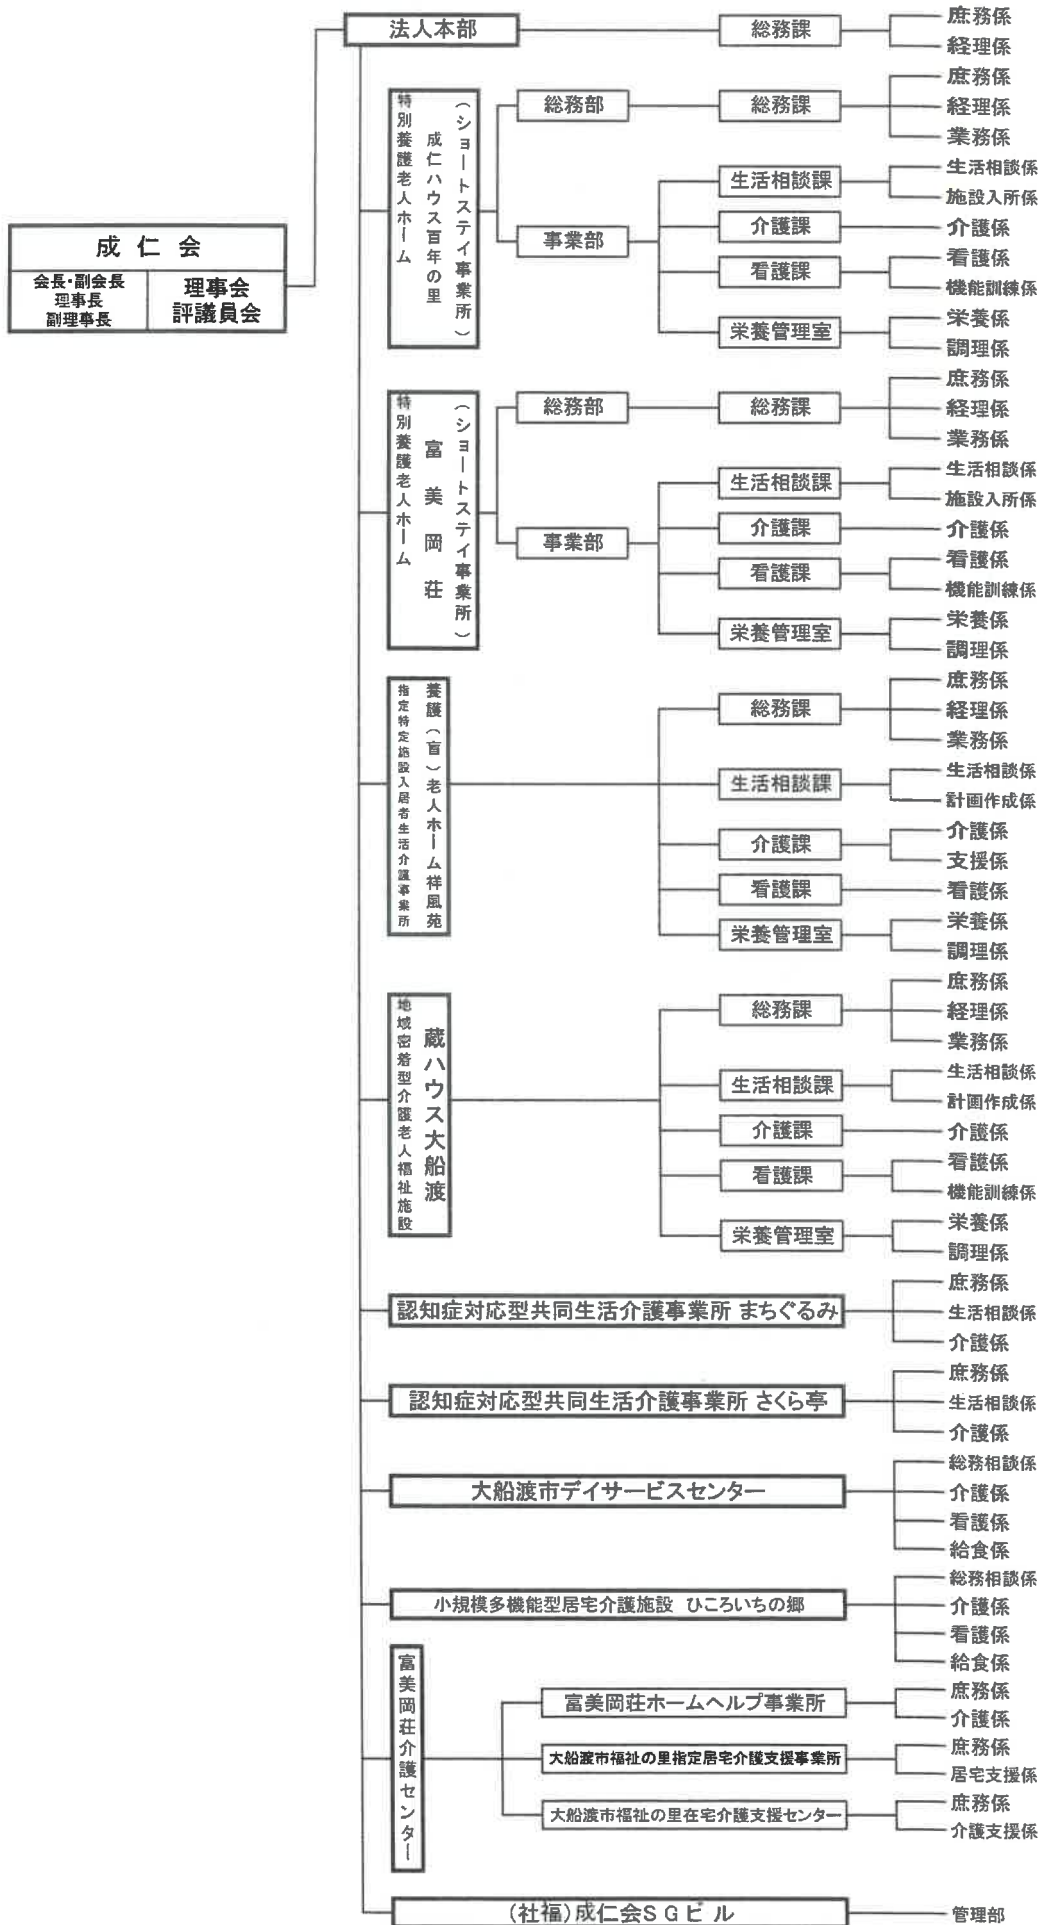 成仁会
会長・副会長
理事長
副理事長
理事会
評議員会
法人本部
総務課
庶務係
経理係
特別養護老人ホーム
成仁ハウス百年の里
（ショートステイ事業所）
総務部
総務課
庶務係
経理係
業務係
事業部
生活相談課
生活相談係
施設入所係
介護課
介護係
看護課
看護係
機能訓練係
栄養管理室
栄養係
調理係
特別養護老人ホーム
富美岡荘
（ショートステイ事業所）
総務部
総務課
庶務係
経理係
業務係
事業部
生活相談課
生活相談係
施設入所係
介護課
介護係
看護課
看護係
機能訓練係
栄養管理室
栄養係
調理係
養護（盲）老人ホーム祥風苑
指定特定施設入居者生活介護事業所
総務課
庶務係
経理係
業務係
生活相談課
生活相談係
計画作成係
介護課
介護係
支援係
看護課
看護係
栄養管理室
栄養係
調理係
地域密着型介護老人福祉施設
蔵ハウス大船渡
総務課
庶務係
経理係
業務係
生活相談課
生活相談係
計画作成係
介護課
介護係
看護課
看護係
機能訓練係
栄養管理室
栄養係
調理係
認知症対応型共同生活介護事業所 まちぐるみ
庶務係
生活相談係
介護係
認知症対応型共同生活介護事業所 さくら亭
庶務係
生活相談係
介護係
大船渡市デイサービスセンター
総務相談係
介護係
看護係
給食係
小規模多機能型居宅介護施設 ひころいちの郷
総務相談係
介護係
看護係
給食係
富美岡荘介護センター
富美岡荘ホームヘルプ事業所
庶務係
介護係
大船渡市福祉の里指定居宅介護支援事業所
庶務係
居宅支援係
大船渡市福祉の里在宅介護支援センター
庶務係
介護支援係
(社福)成仁会ＳＧビル
管理部